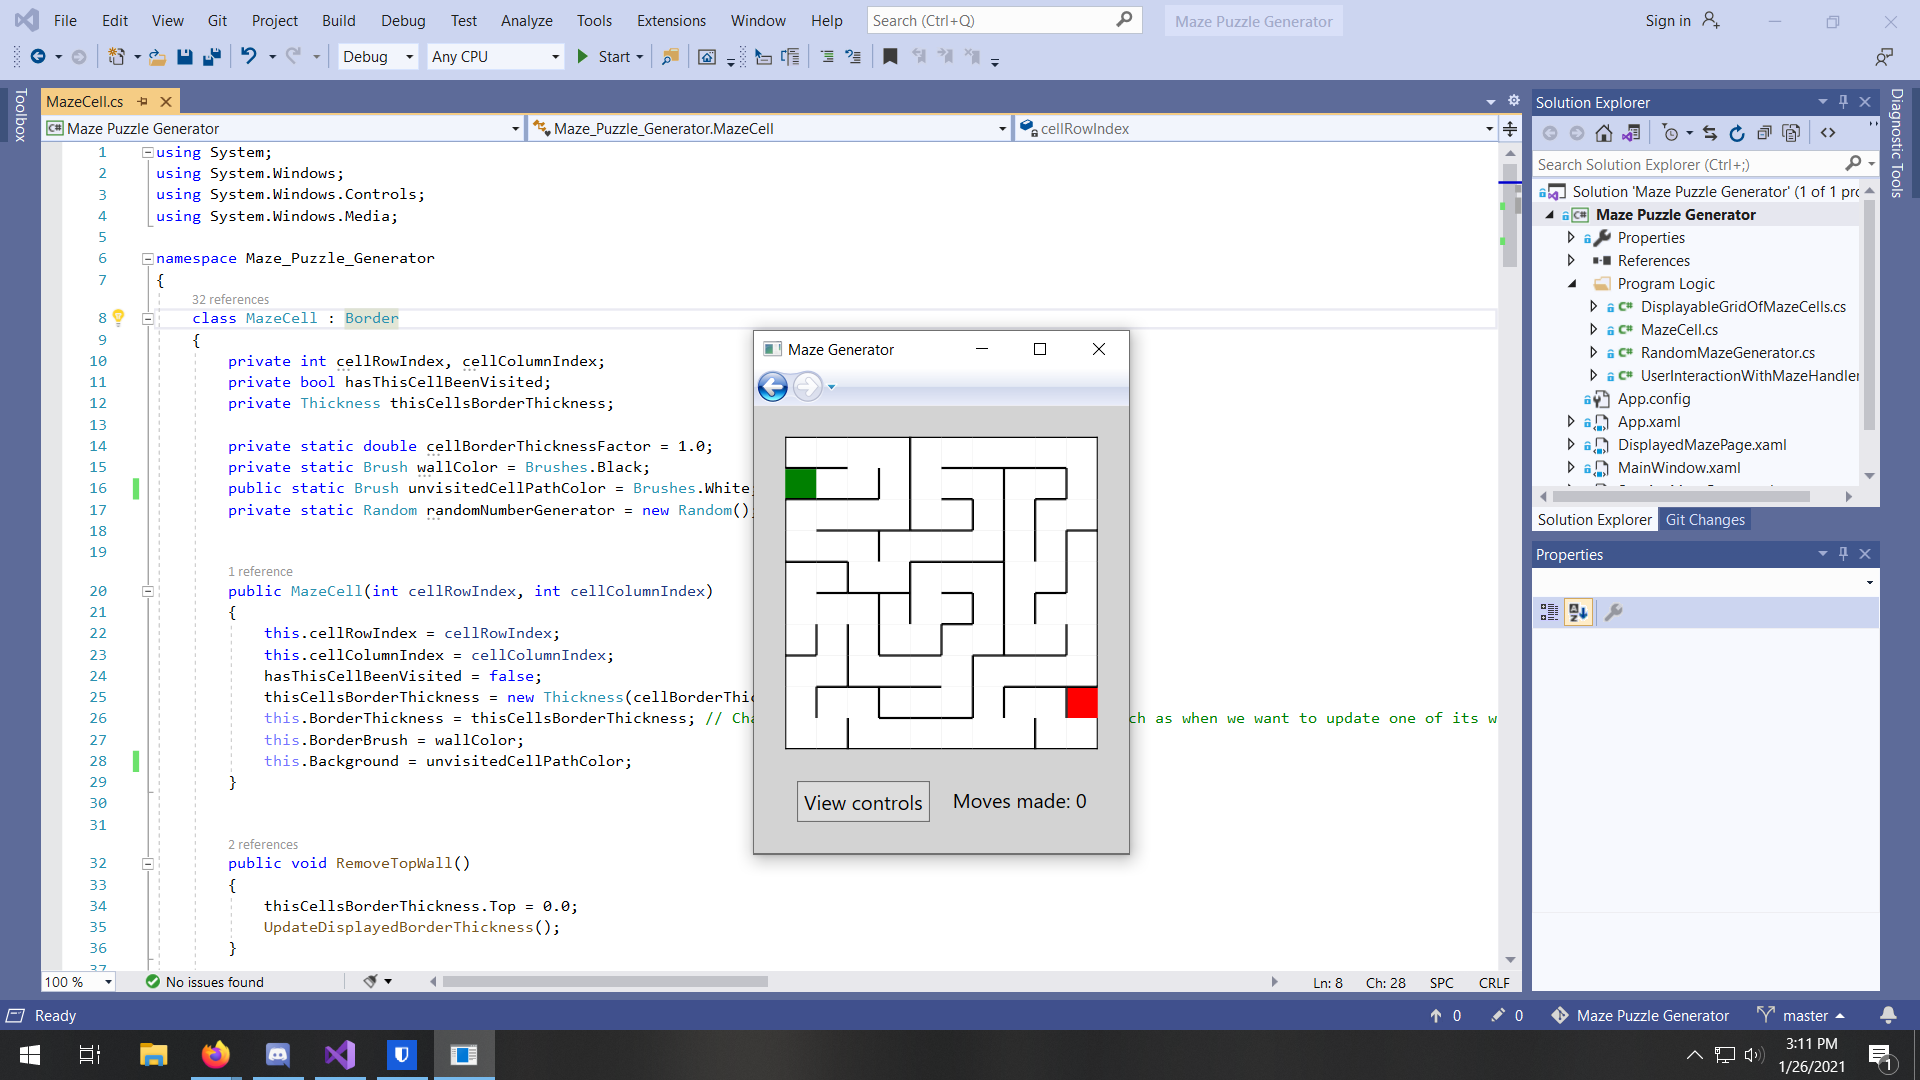 File Edit View Git Project Build Debug Test Analyze Tools Extensions Window Help Search (Ctrl+Q) Maze Puzzle Generator Sign in
Debug Any CPU Start
Toolbox
MazeCell.cs
Maze Puzzle Generator Maze_Puzzle_Generator.MazeCell cellRowIndex
1 using System;
2 using System.Windows;
3 using System.Windows.Controls;
4 using System.Windows.Media;
5
6 namespace Maze_Puzzle_Generator
7 {
32 references
8 class MazeCell : Border
9 {
10 private int cellRowIndex, cellColumnIndex;
11 private bool hasThisCellBeenVisited;
12 private Thickness thisCellsBorderThickness;
13
14 private static double cellBorderThicknessFactor = 1.0;
15 private static Brush wallColor = Brushes.Black;
16 public static Brush unvisitedCellPathColor = Brushes.White;
17 private static Random randomNumberGenerator = new Random();
18
19
1 reference
20 public MazeCell(int cellRowIndex, int cellColumnIndex)
21 {
22 this.cellRowIndex = cellRowIndex;
23 this.cellColumnIndex = cellColumnIndex;
24 hasThisCellBeenVisited = false;
25 thisCellsBorderThickness = new Thickness(cellBorderThic
26 this.BorderThickness = thisCellsBorderThickness; // Cha ch as when we want to update one of its w
27 this.BorderBrush = wallColor;
28 this.Background = unvisitedCellPathColor;
29 }
30
31
2 references
32 public void RemoveTopWall()
33 {
34 thisCellsBorderThickness.Top = 0.0;
35 UpdateDisplayedBorderThickness();
36 }
37
100 % No issues found Ln: 8 Ch: 28 SPC CRLF
Maze Generator
View controls Moves made: 0
Solution Explorer
Search Solution Explorer (Ctrl+;)
Solution 'Maze Puzzle Generator' (1 of 1 pro
Maze Puzzle Generator
Properties
References
Program Logic
DisplayableGridOfMazeCells.cs
MazeCell.cs
RandomMazeGenerator.cs
UserInteractionWithMazeHandler
App.config
App.xaml
DisplayedMazePage.xaml
MainWindow.xaml
Solution Explorer Git Changes
Properties
Diagnostic Tools
Ready 0 0 Maze Puzzle Generator master
3:11 PM
1/26/2021
1